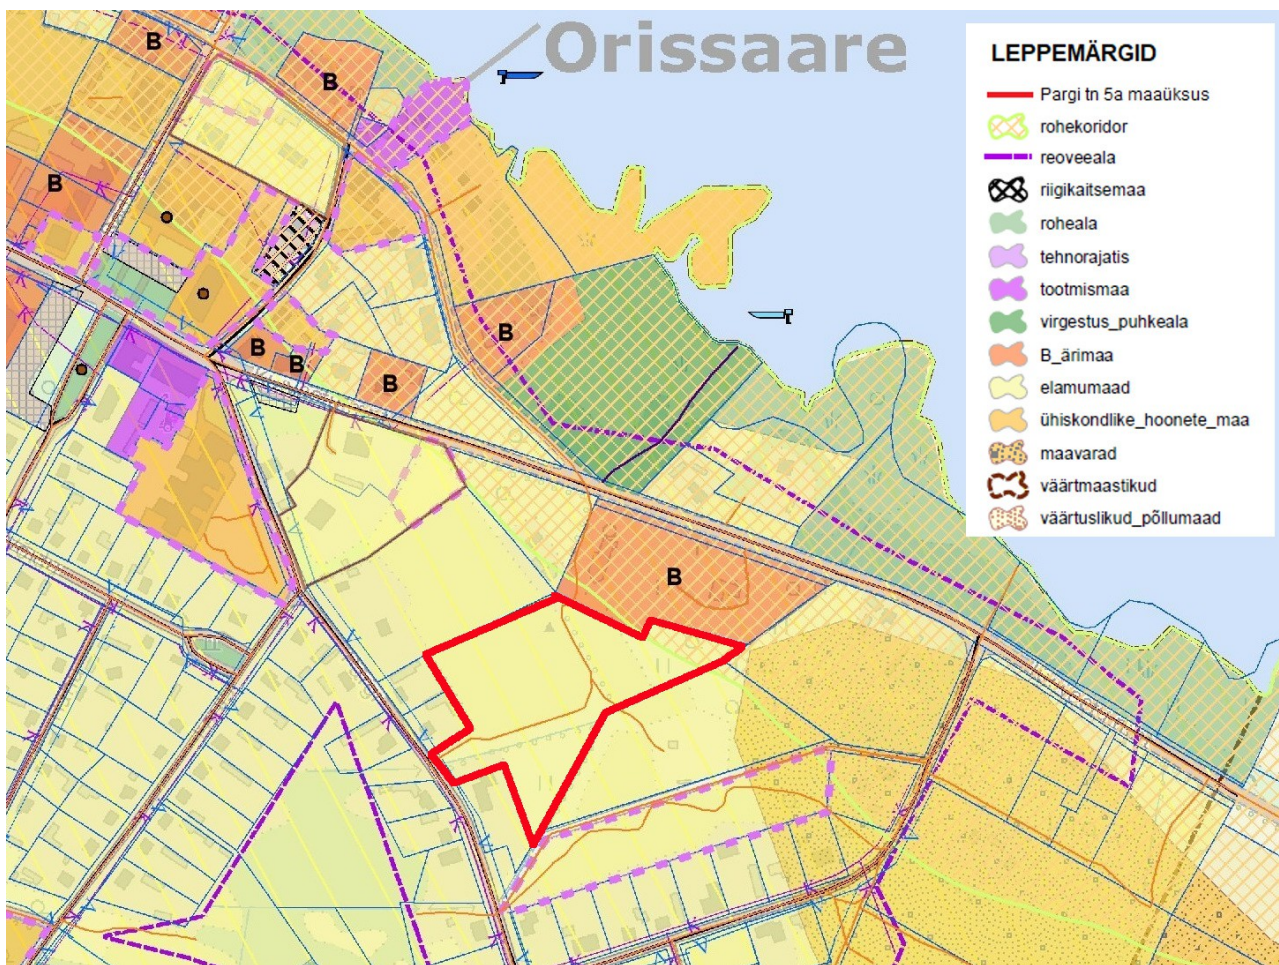 Orissaare
LEPPEMÄRGID
Pargi tn 5a maaüksus
rohekoridor
reoveeala
riigikaitsemaa
roheala
tehnorajatis
tootmismaa
virgestus_puhkeala
B_ärimaa
elamumaad
ühiskondlike_hoonete_maa
maavarad
väärtmaastikud
väärtuslikud_põllumaad
B
B
B
B
B
B
B
B